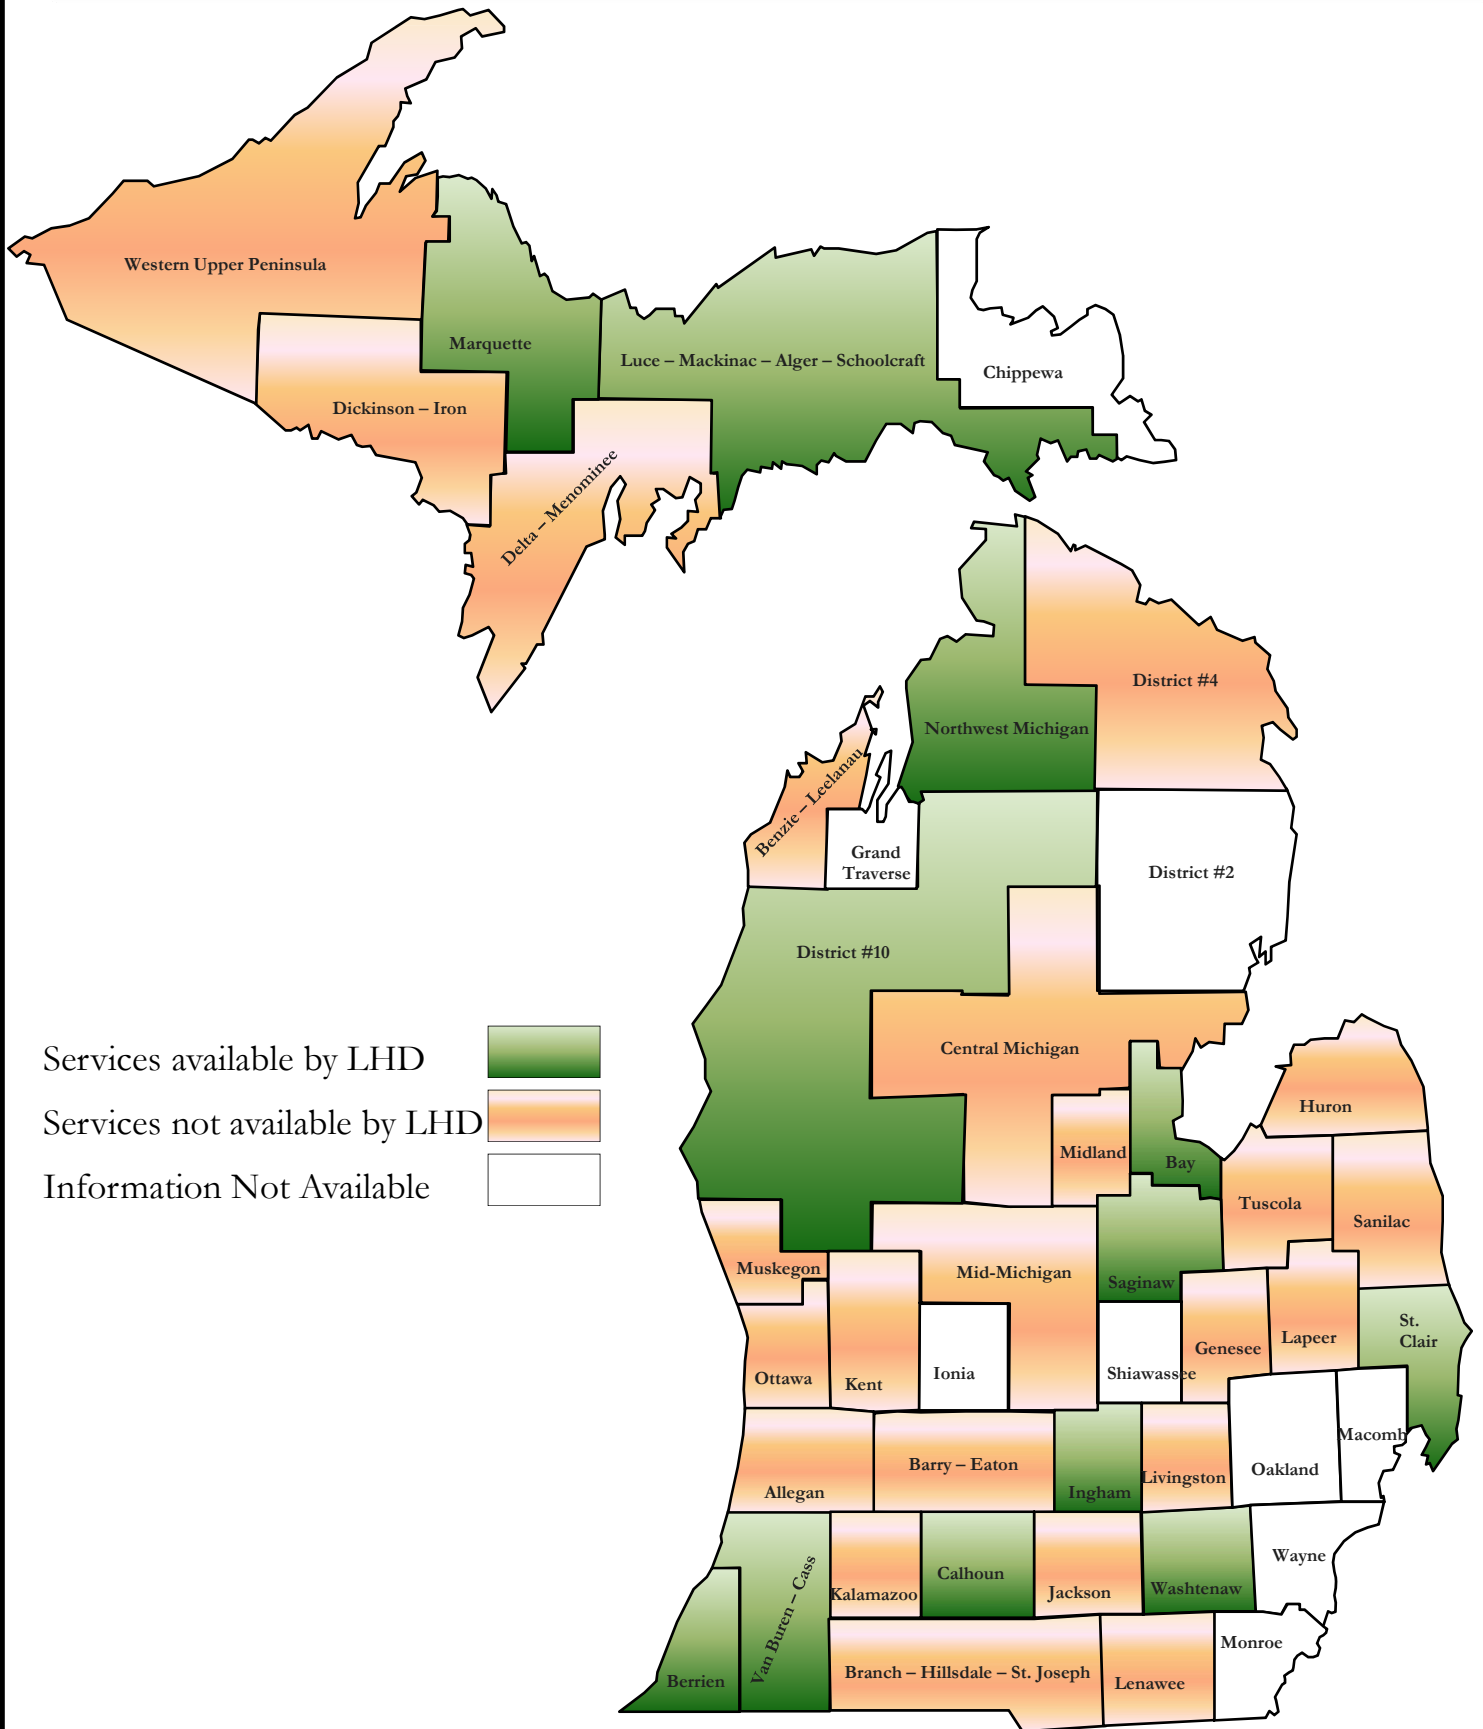 Western Upper Peninsula
Marquette
Luce – Mackinac – Alger – Schoolcraft
Chippewa
Dickinson – Iron
Delta – Menominee
District #4
Northwest Michigan
Benzie – Leelanau
Grand
Traverse
District #2
District #10
Central Michigan
Services available by LHD
Services not available by LHD
Information Not Available
Huron
Midland
Bay
Tuscola
Sanilac
Muskegon
Mid-Michigan
Saginaw
St.
Clair
Lapeer
Genesee
Ottawa
Kent
Ionia
Shiawassee
Macomb
Oakland
Barry – Eaton
Livingston
Allegan
Ingham
Wayne
Van Buren – Cass
Kalamazoo
Calhoun
Jackson
Washtenaw
Monroe
Berrien
Branch – Hillsdale – St. Joseph
Lenawee